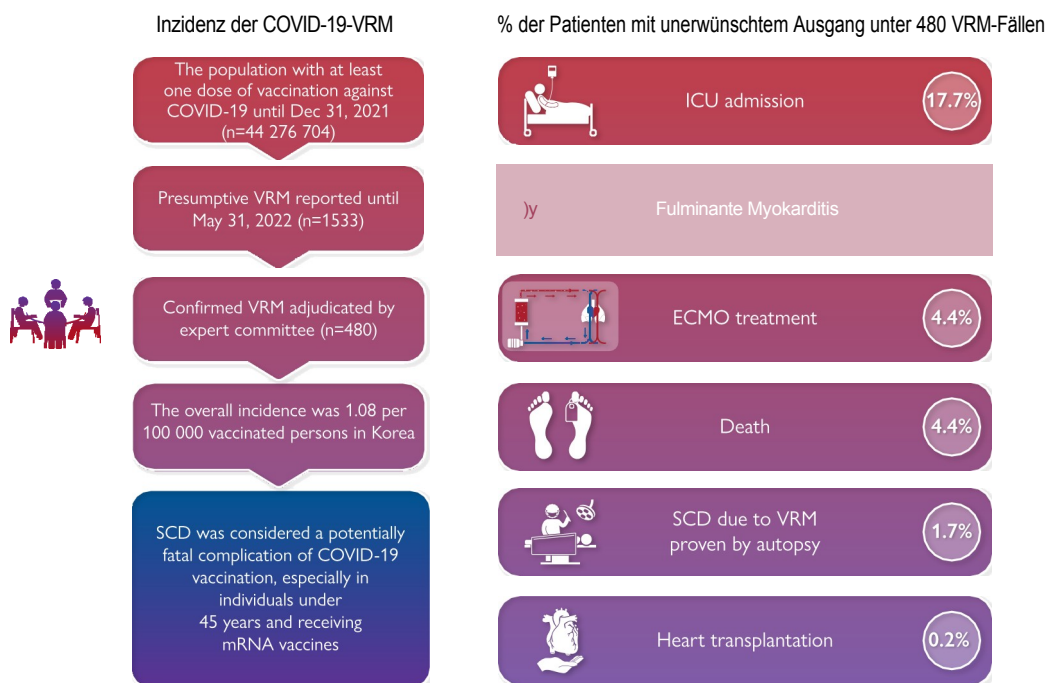 Inzidenz der COVID-19-VRM
The population with at least
one dose of vaccination against
COVID-19 until Dec 31, 2021
(n=44 276 704)
Presumptive VRM reported until
May 31, 2022 (n=1533)
Confirmed VRM adjudicated by
expert committee (n=480)
The overall incidence was 1.08 per
100 000 vaccinated persons in Korea
SCD was considered a potentially
fatal complication of COVID-19
vaccination, especially in
individuals under
45 years and receiving
mRNA vaccines
% der Patienten mit unerwünschtem Ausgang unter 480 VRM-Fällen
ICU admission
17.7%
)y
Fulminante Myokarditis
ECMO treatment
4.4%
Death
4.4%
SCD due to VRM
proven by autopsy
1.7%
Heart transplantation
0.2%